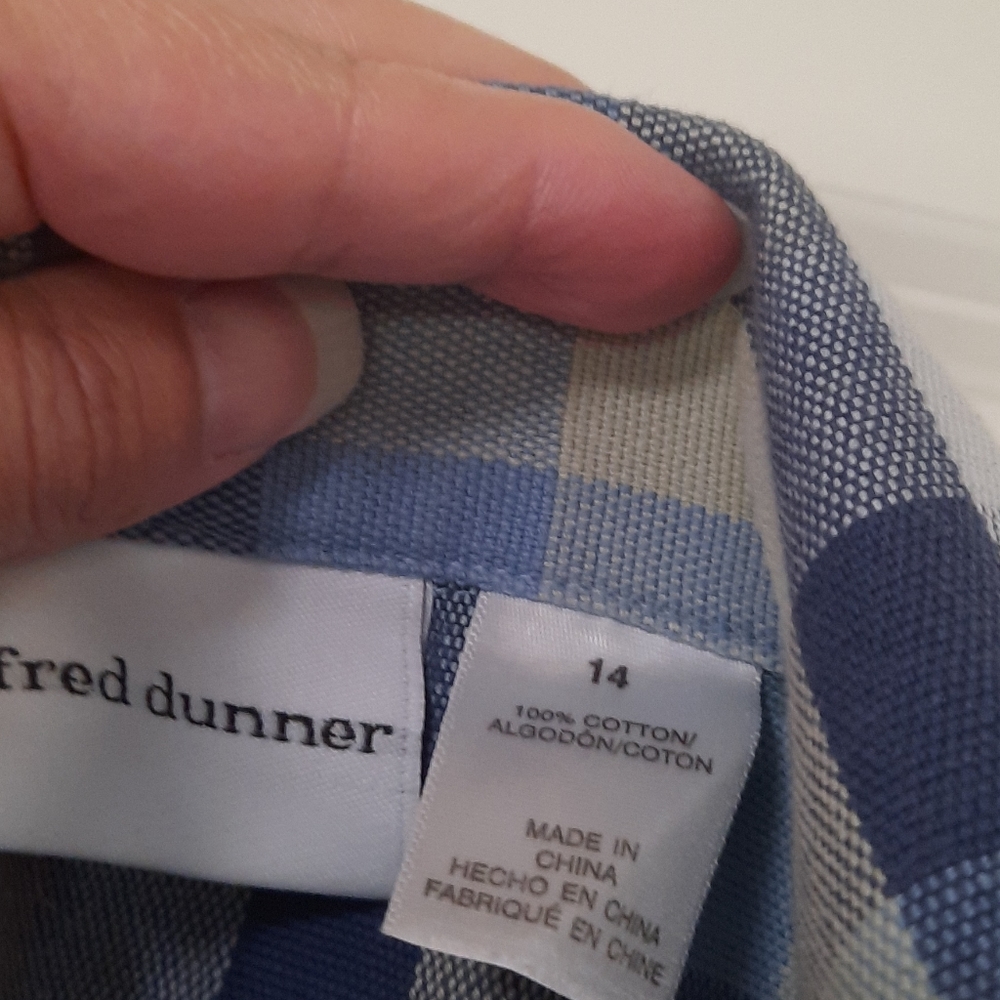 fred dunner
14
100% COTTON/
ALGODÓN/COTON
MADE IN
CHINA
HECHO EN CHINA
FABRIQUÉ EN CHINE